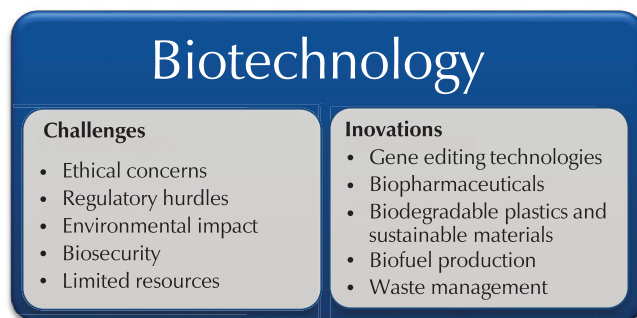 Biotechnology
Challenges
• Ethical concerns
• Regulatory hurdles
• Environmental impact
• Biosecurity
• Limited resources
Inovations
• Gene editing technologies
• Biopharmaceuticals
• Biodegradable plastics and
sustainable materials
• Biofuel production
• Waste management